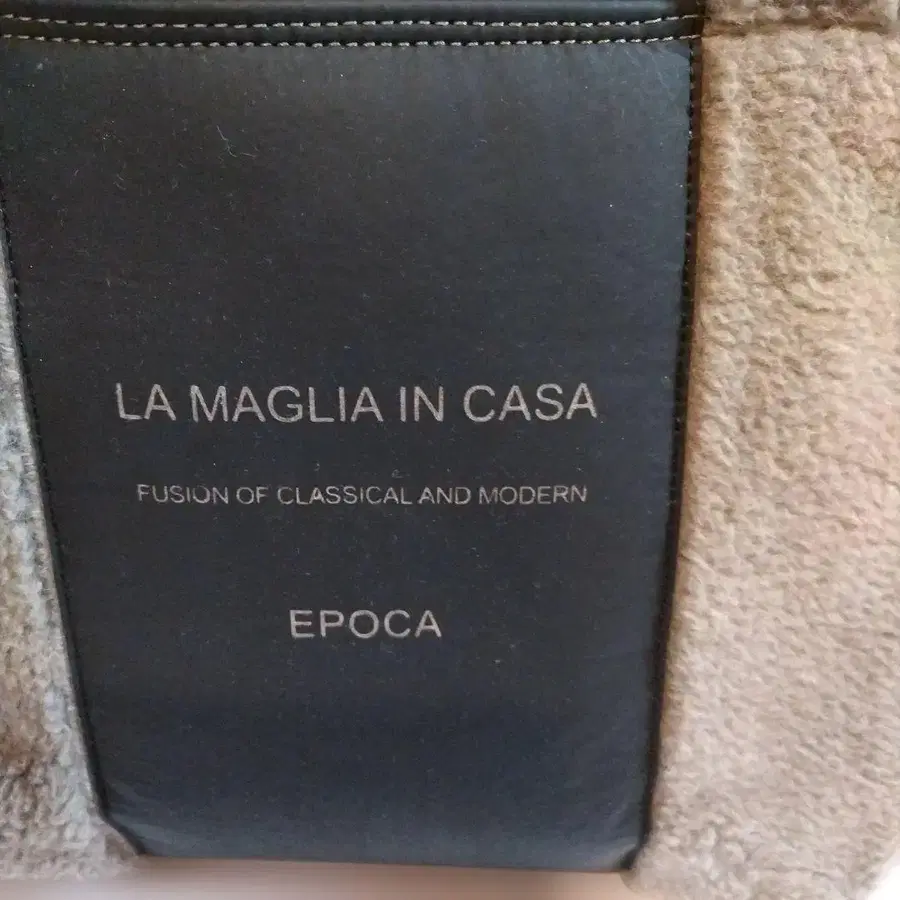 LA MAGLIA IN CASA
FUSION OF CLASSICAL AND MODERN
EPOCA